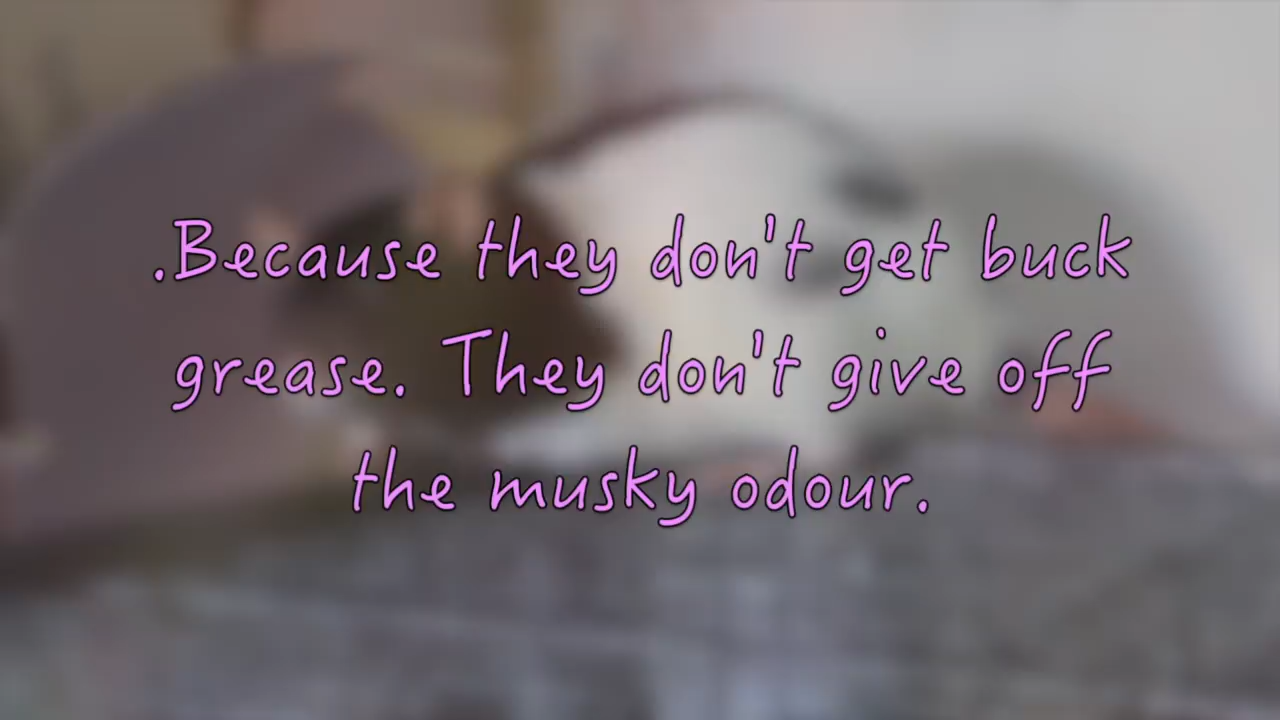 .Because they don't get buck
grease. They don't give off
the musky odour.